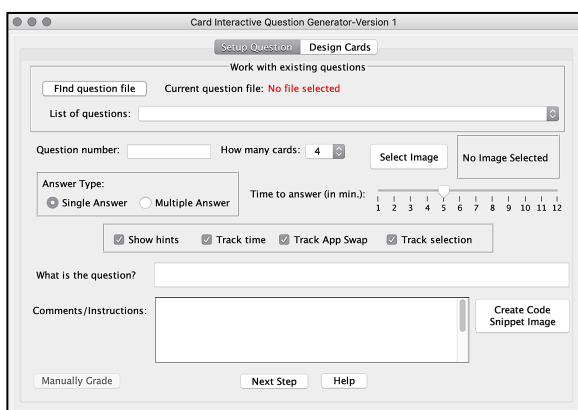 Card Interactive Question Generator-Version 1
Setup Question Design Cards
Work with existing questions
FInd question file Current question file: No file selected
List of questions:
Question number: How many cards: 4 Select Image No Image Selected
Answer Type:
Single Answer Multiple Answer
Time to answer (in min.):
1 2 3 4 5 6 7 8 9 10 11 12
Show hints Track time Track App Swap Track selection
What is the question?
Comments/Instructions:
Create Code
Snippet Image
Manually Grade Next Step Help